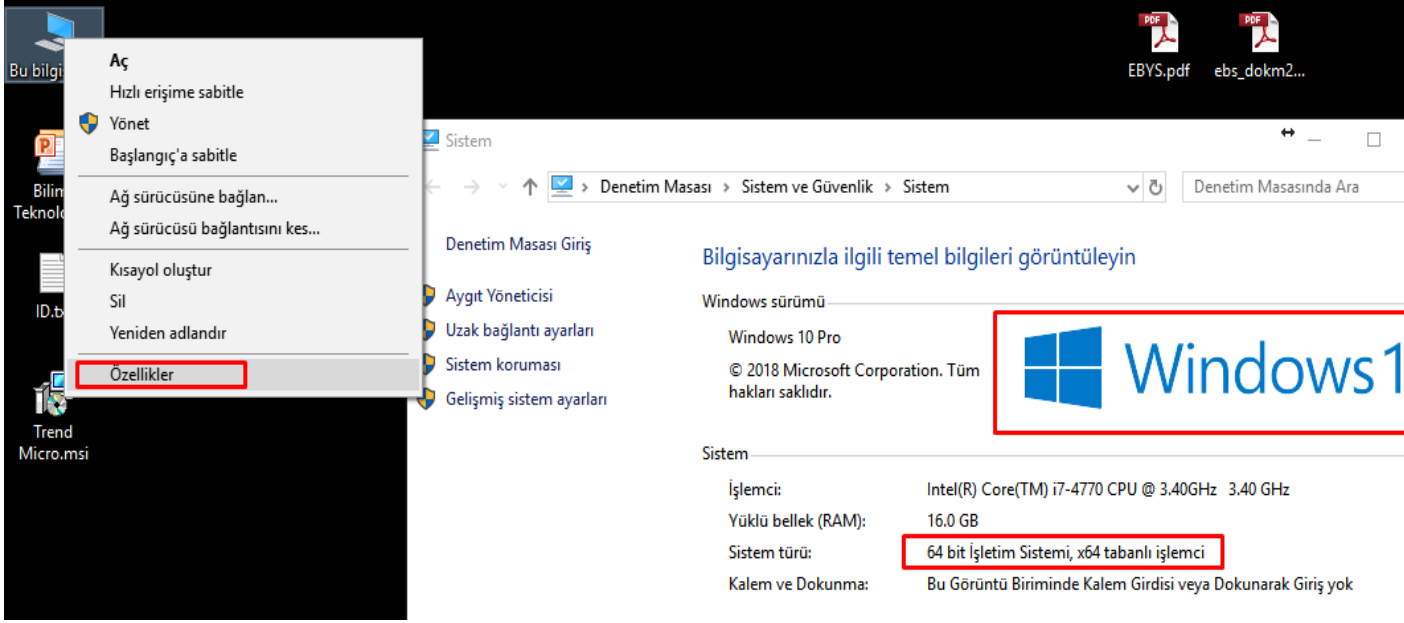 EBYS.pdf
ebs_dokm2...
Bu bilgi
Aç
Hızlı erişime sabitle
Yönet
Başlangıç'a sabitle
Ağ sürücüsüne bağlan...
Ağ sürücüsü bağlantısını kes...
Kısayol oluştur
Sil
Yeniden adlandır
Özellikler
Trend
Micro.msi
Sistem
Denetim Masası > Sistem ve Güvenlik > Sistem
Denetim Masasında Ara
Denetim Masası Giriş
Aygıt Yöneticisi
Uzak bağlantı ayarları
Sistem koruması
Gelişmiş sistem ayarları
Bilgisayarınızla ilgili temel bilgileri görüntüleyin
Windows sürümü
Windows 10 Pro
© 2018 Microsoft Corporation. Tüm
hakları saklıdır.
Windows 1
Sistem
İşlemci: Intel(R) Core(TM) i7-4770 CPU @ 3.40GHz 3.40 GHz
Yüklü bellek (RAM): 16.0 GB
Sistem türü: 64 bit İşletim Sistemi, x64 tabanlı işlemci
Kalem ve Dokunma: Bu Görüntü Biriminde Kalem Girdisi veya Dokunarak Giriş yok